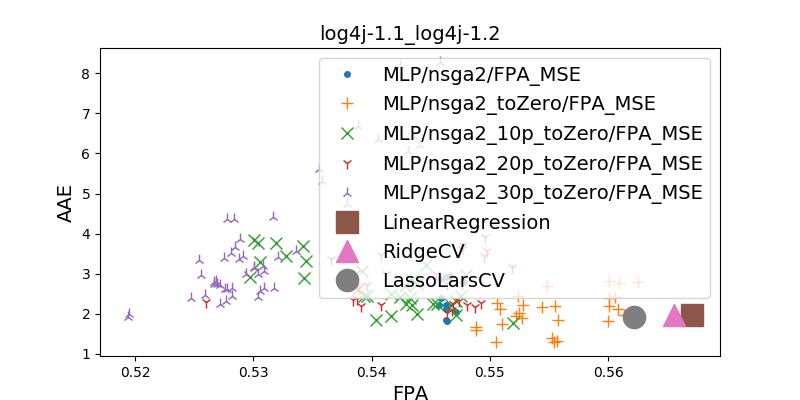 log4j-1.1_log4j-1.2
AAE
8
7
6
5
4
3
2
1
MLP/nsga2/FPA_MSE
MLP/nsga2_toZero/FPA_MSE
MLP/nsga2_10p_toZero/FPA_MSE
MLP/nsga2_20p_toZero/FPA_MSE
MLP/nsga2_30p_toZero/FPA_MSE
LinearRegression
RidgeCV
LassoLarsCV
0.52 0.53 0.54 0.55 0.56
FPA